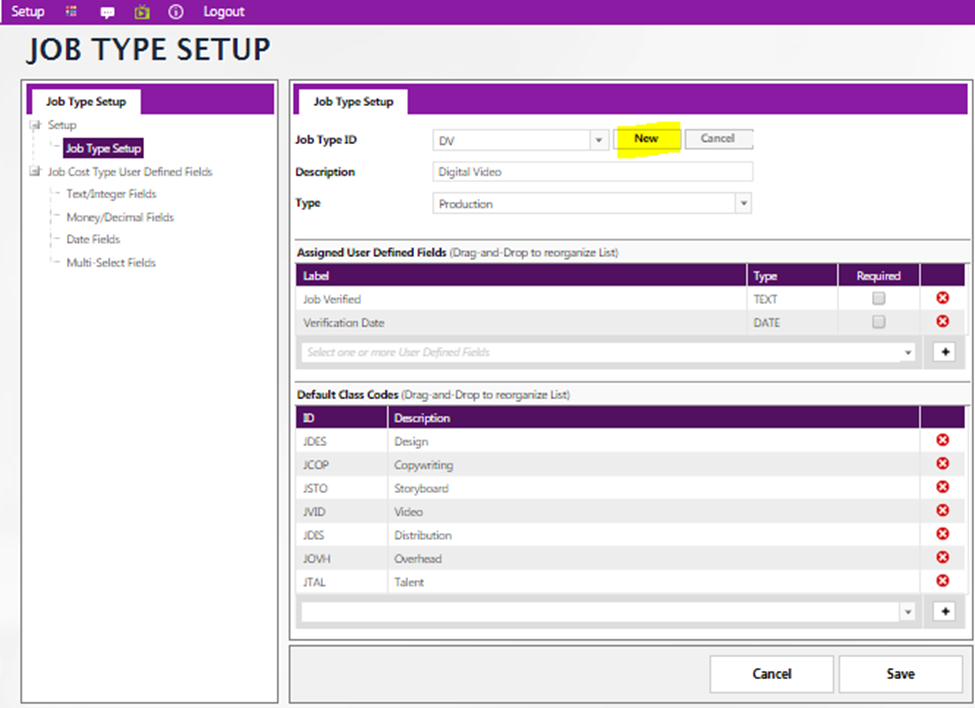 Setup Logout
JOB TYPE SETUP
Job Type Setup
Setup
Job Type Setup
Job Cost Type User Defined Fields
Text/Integer Fields
Money/Decimal Fields
Date Fields
Multi-Select Fields
Job Type Setup
Job Type ID DV New Cancel
Description Digital Video
Type Production
Assigned User Defined Fields (Drag-and-Drop to reorganize List)
Label Type Required
Job Verified TEXT
Verification Date DATE
Select one or more User Defined Fields
Default Class Codes (Drag-and-Drop to reorganize List)
ID Description
JDES Design
JCOP Copywriting
JSTO Storyboard
JVID Video
JDIS Distribution
JOVH Overhead
JTAL Talent
Cancel Save